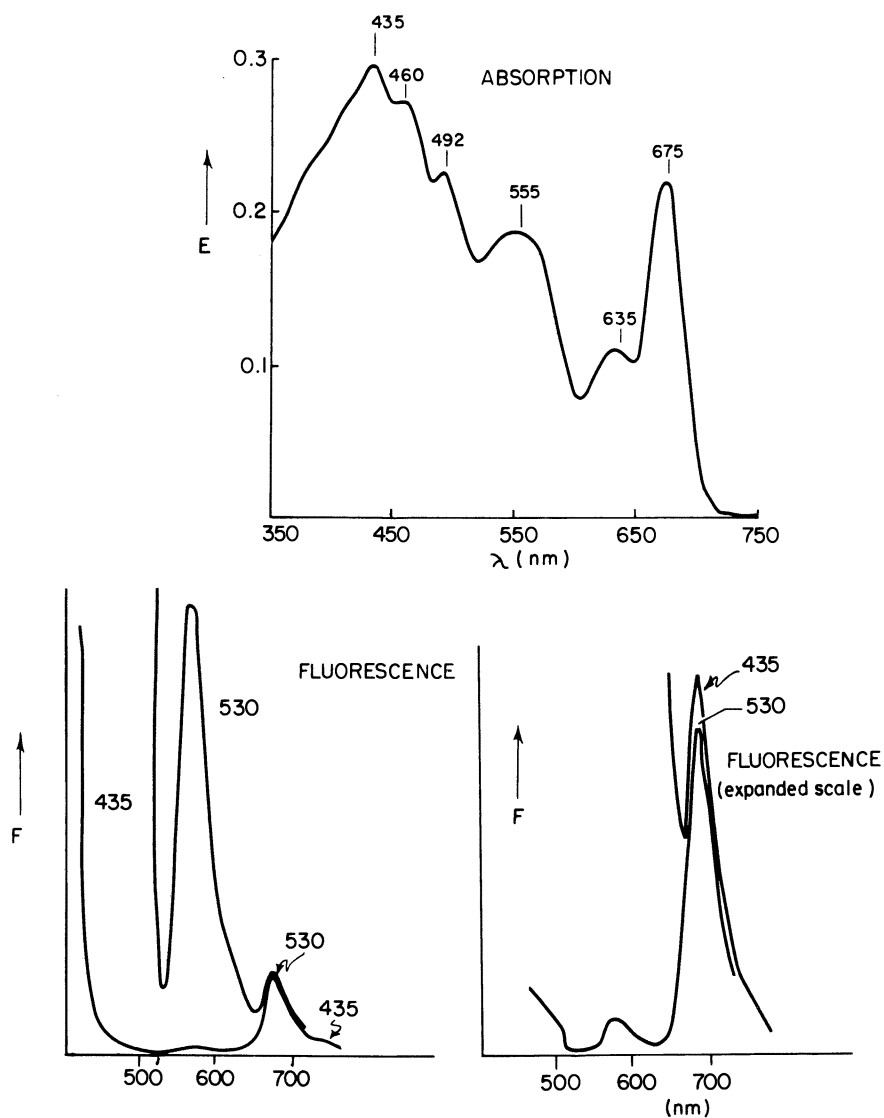 435
0.3
460
ABSORPTION
492
675
555
0.2
E
635
0.1
350 450 550 650 750
λ (nm)
FLUORESCENCE
530
435
F
530
435
500 600 700
435
530
FLUORESCENCE
(expanded scale)
F
500 600 700
(nm)